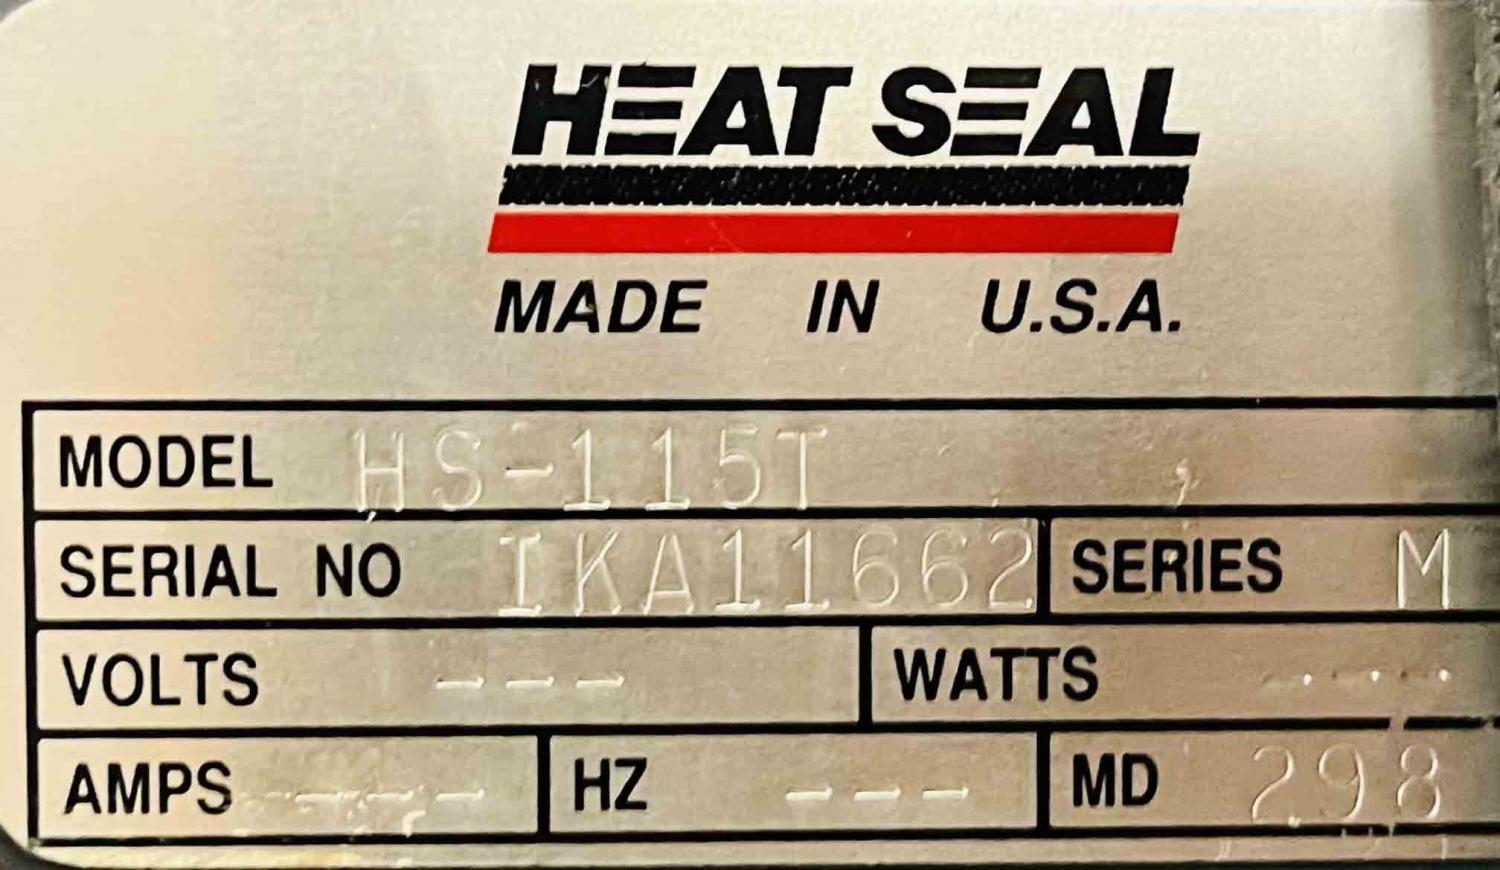 HEAT SEAL
MADE IN U.S.A.
MODEL HS-115T
SERIAL NO IKA11662 SERIES M
VOLTS --- WATTS ---
AMPS --- HZ ---  MD 298